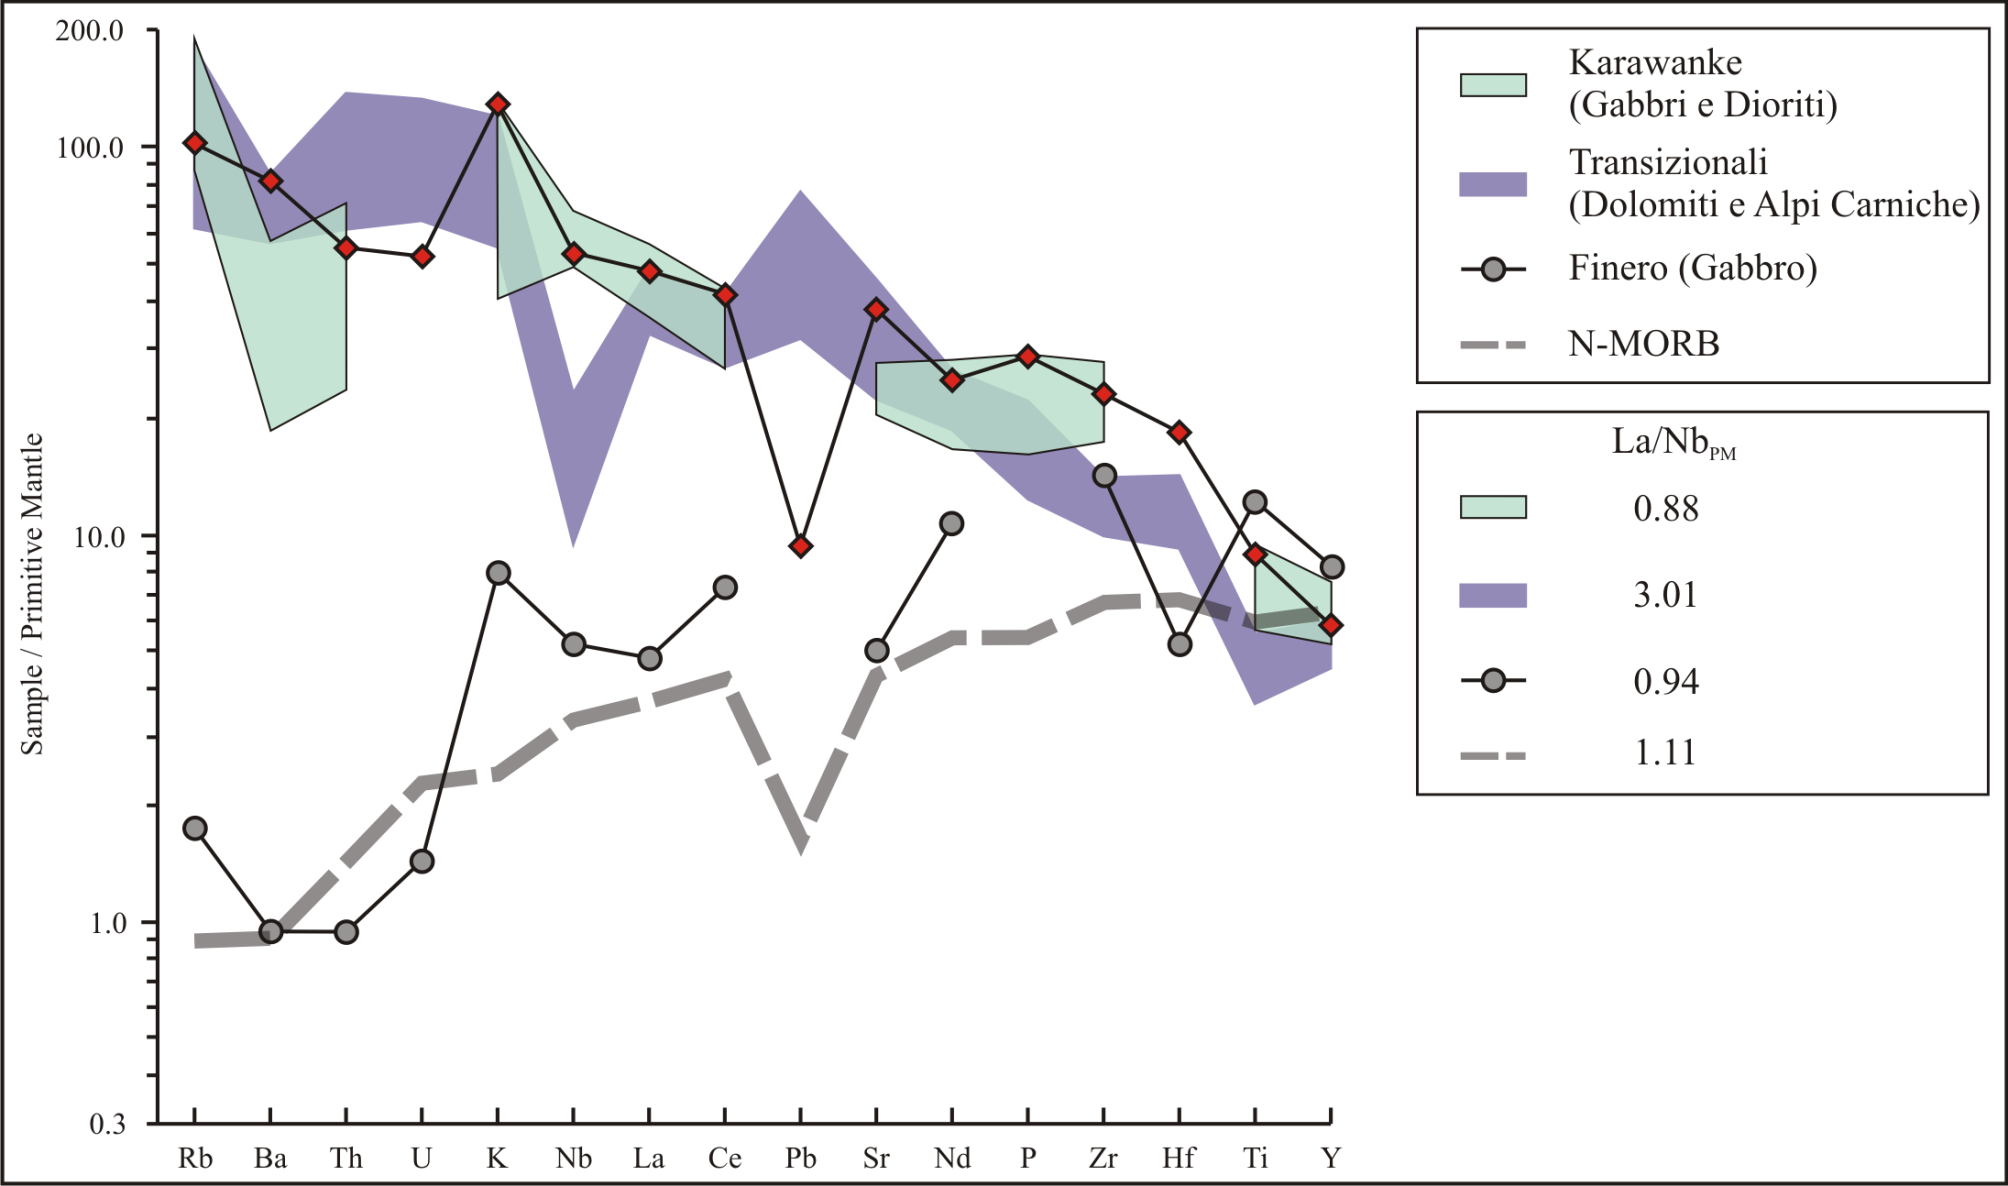 200.0
100.0
10.0
1.0
0.3
Sample / Primitive Mantle
Rb Ba Th U K Nb La Ce Pb Sr Nd P Zr Hf Ti Y
Karawanke
(Gabbri e Dioriti)
Transizionali
(Dolomiti e Alpi Carniche)
Finero (Gabbro)
N-MORB
La/NbPM
0.88
3.01
0.94
1.11